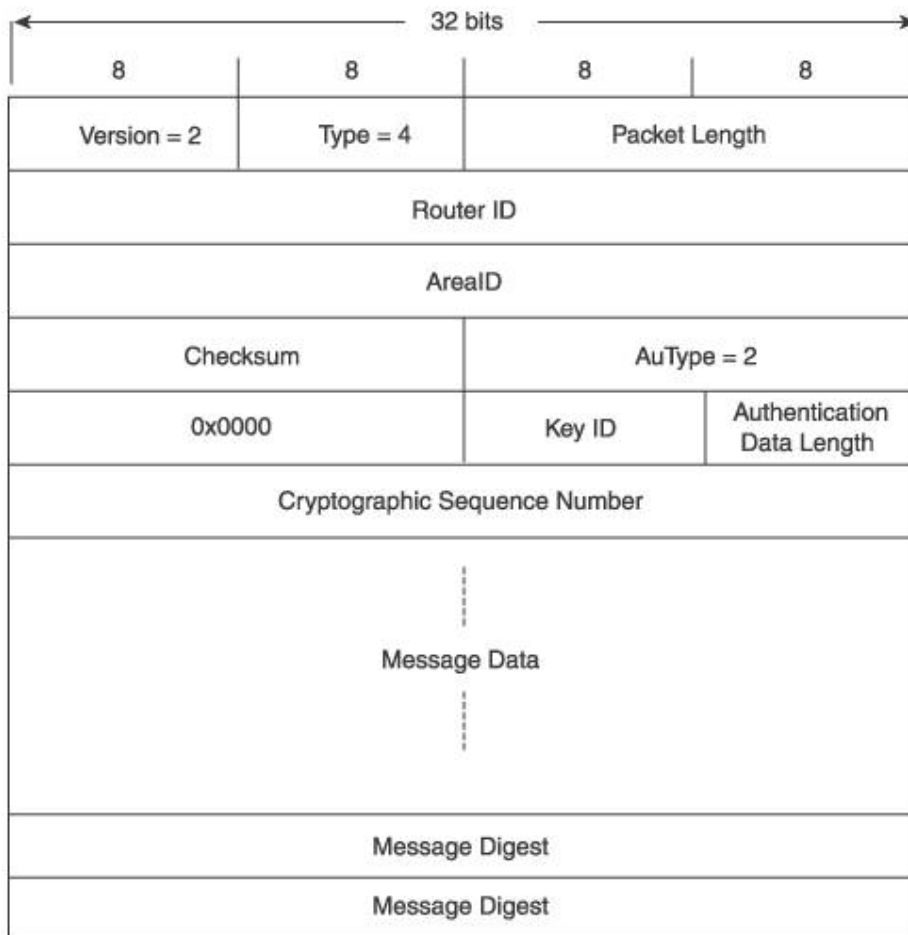 32 bits
8 8 8 8
Version = 2 Type = 4 Packet Length
Router ID
AreaID
Checksum AuType = 2
0x0000 Key ID Authentication
Data Length
Cryptographic Sequence Number
Message Data
Message Digest
Message Digest